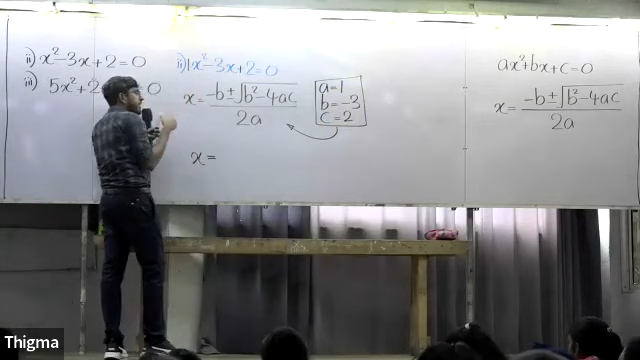 ii) x²-3x+2=0
iii) 5x²+2 =0
ii) 1x²-3x+2=0
x = (-b ± √(b²-4ac)) / 2a
a=1
b=-3
c=2
x =
ax²+bx+c=0
x = (-b ± √(b²-4ac)) / 2a
Thigma